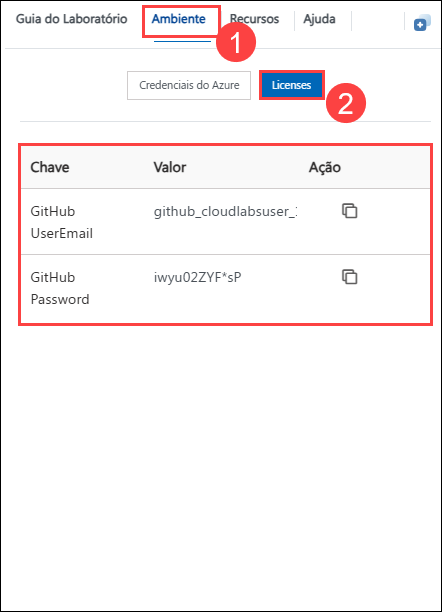 Guia do Laboratório Ambiente Recursos Ajuda
1
Credenciais do Azure Licenses
2
Chave Valor Ação
GitHub UserEmail github_cloudlabsuser_
GitHub Password iwyu02ZYF*sP